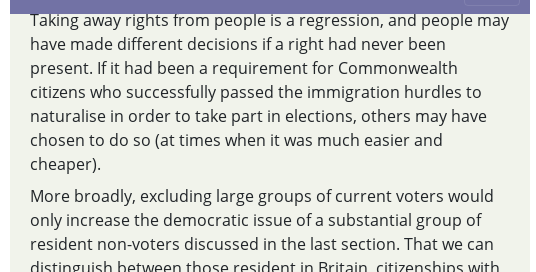 Taking away rights from people is a regression, and people may
have made different decisions if a right had never been
present. If it had been a requirement for Commonwealth
citizens who successfully passed the immigration hurdles to
naturalise in order to take part in elections, others may have
chosen to do so (at times when it was much easier and
cheaper).
More broadly, excluding large groups of current voters would
only increase the democratic issue of a substantial group of
resident non-voters discussed in the last section. That we can
distinguish between those resident in Britain, citizenships with